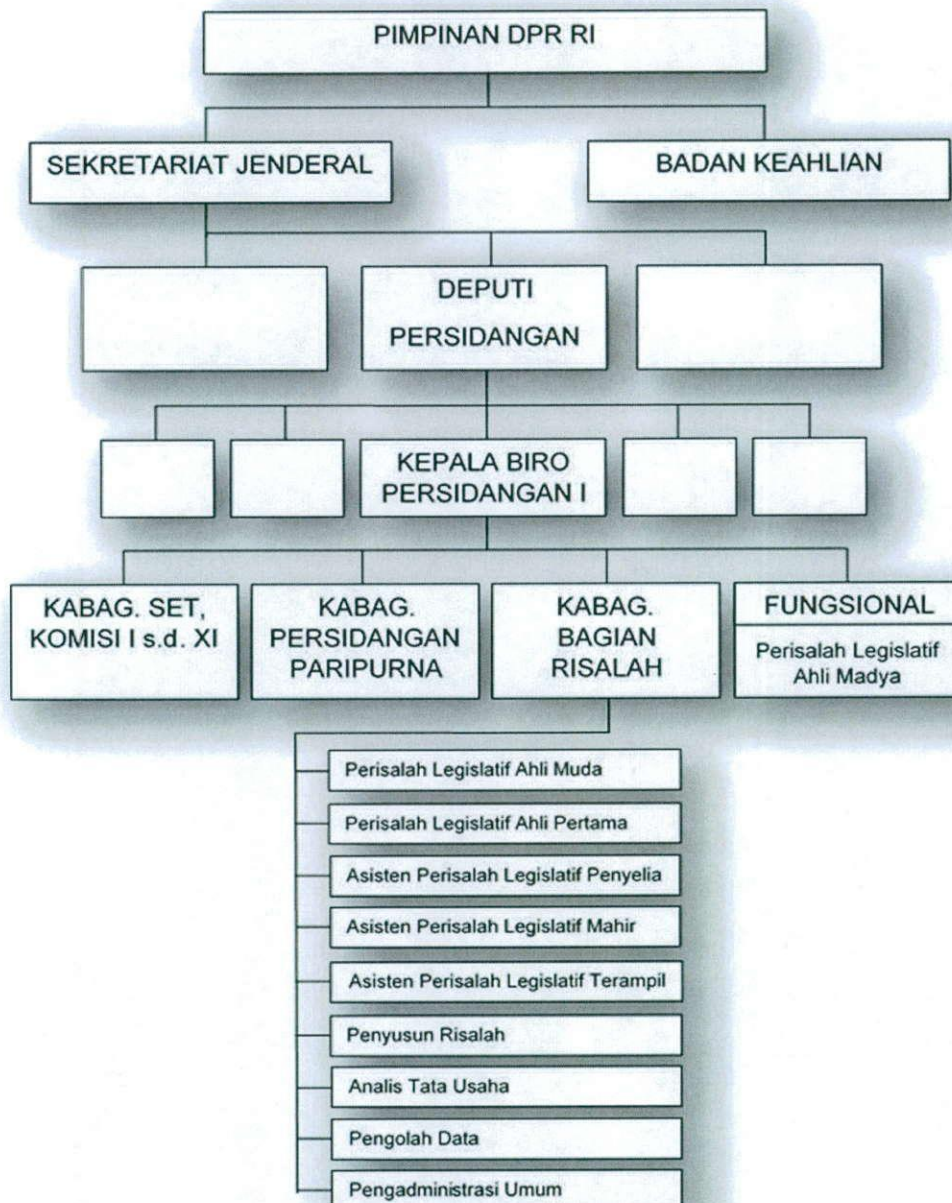 PIMPINAN DPR RI
SEKRETARIAT JENDERAL
BADAN KEAHLIAN
DEPUTI
PERSIDANGAN
KEPALA BIRO
PERSIDANGAN I
KABAG. SET,
KOMISI I s.d. XI
KABAG.
PERSIDANGAN
PARIPURNA
KABAG.
BAGIAN
RISALAH
FUNGSIONAL
Perisalah Legislatif
Ahli Madya
Perisalah Legislatif Ahli Muda
Perisalah Legislatif Ahli Pertama
Asisten Perisalah Legislatif Penyelia
Asisten Perisalah Legislatif Mahir
Asisten Perisalah Legislatif Terampil
Penyusun Risalah
Analis Tata Usaha
Pengolah Data
Pengadministrasi Umum